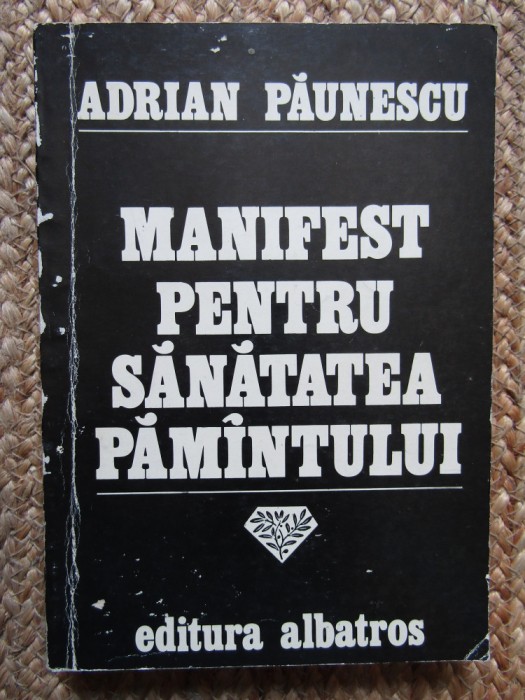 ADRIAN PĂUNESCU
MANIFEST
PENTRU
SĂNĂTATEA
PĂMÎNTULUI
editura albatros